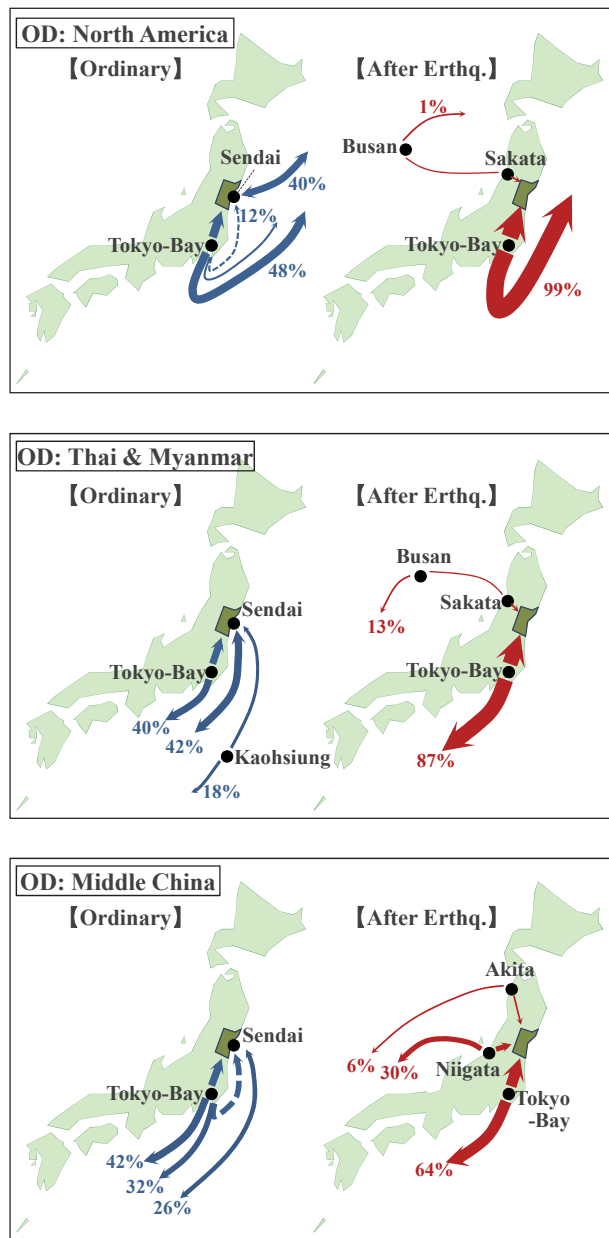 OD: North America
【Ordinary】
【After Erthq.】
1%
Busan
Sendai
Sakata
40%
12%
Tokyo-Bay
Tokyo-Bay
48%
99%
OD: Thai & Myanmar
【Ordinary】
【After Erthq.】
Busan
Sendai
Sakata
13%
Tokyo-Bay
Tokyo-Bay
40%
42%
Kaohsiung
87%
18%
OD: Middle China
【Ordinary】
【After Erthq.】
Akita
Sendai
6%
30%
Niigata
Tokyo-Bay
Tokyo
-Bay
42%
32%
64%
26%